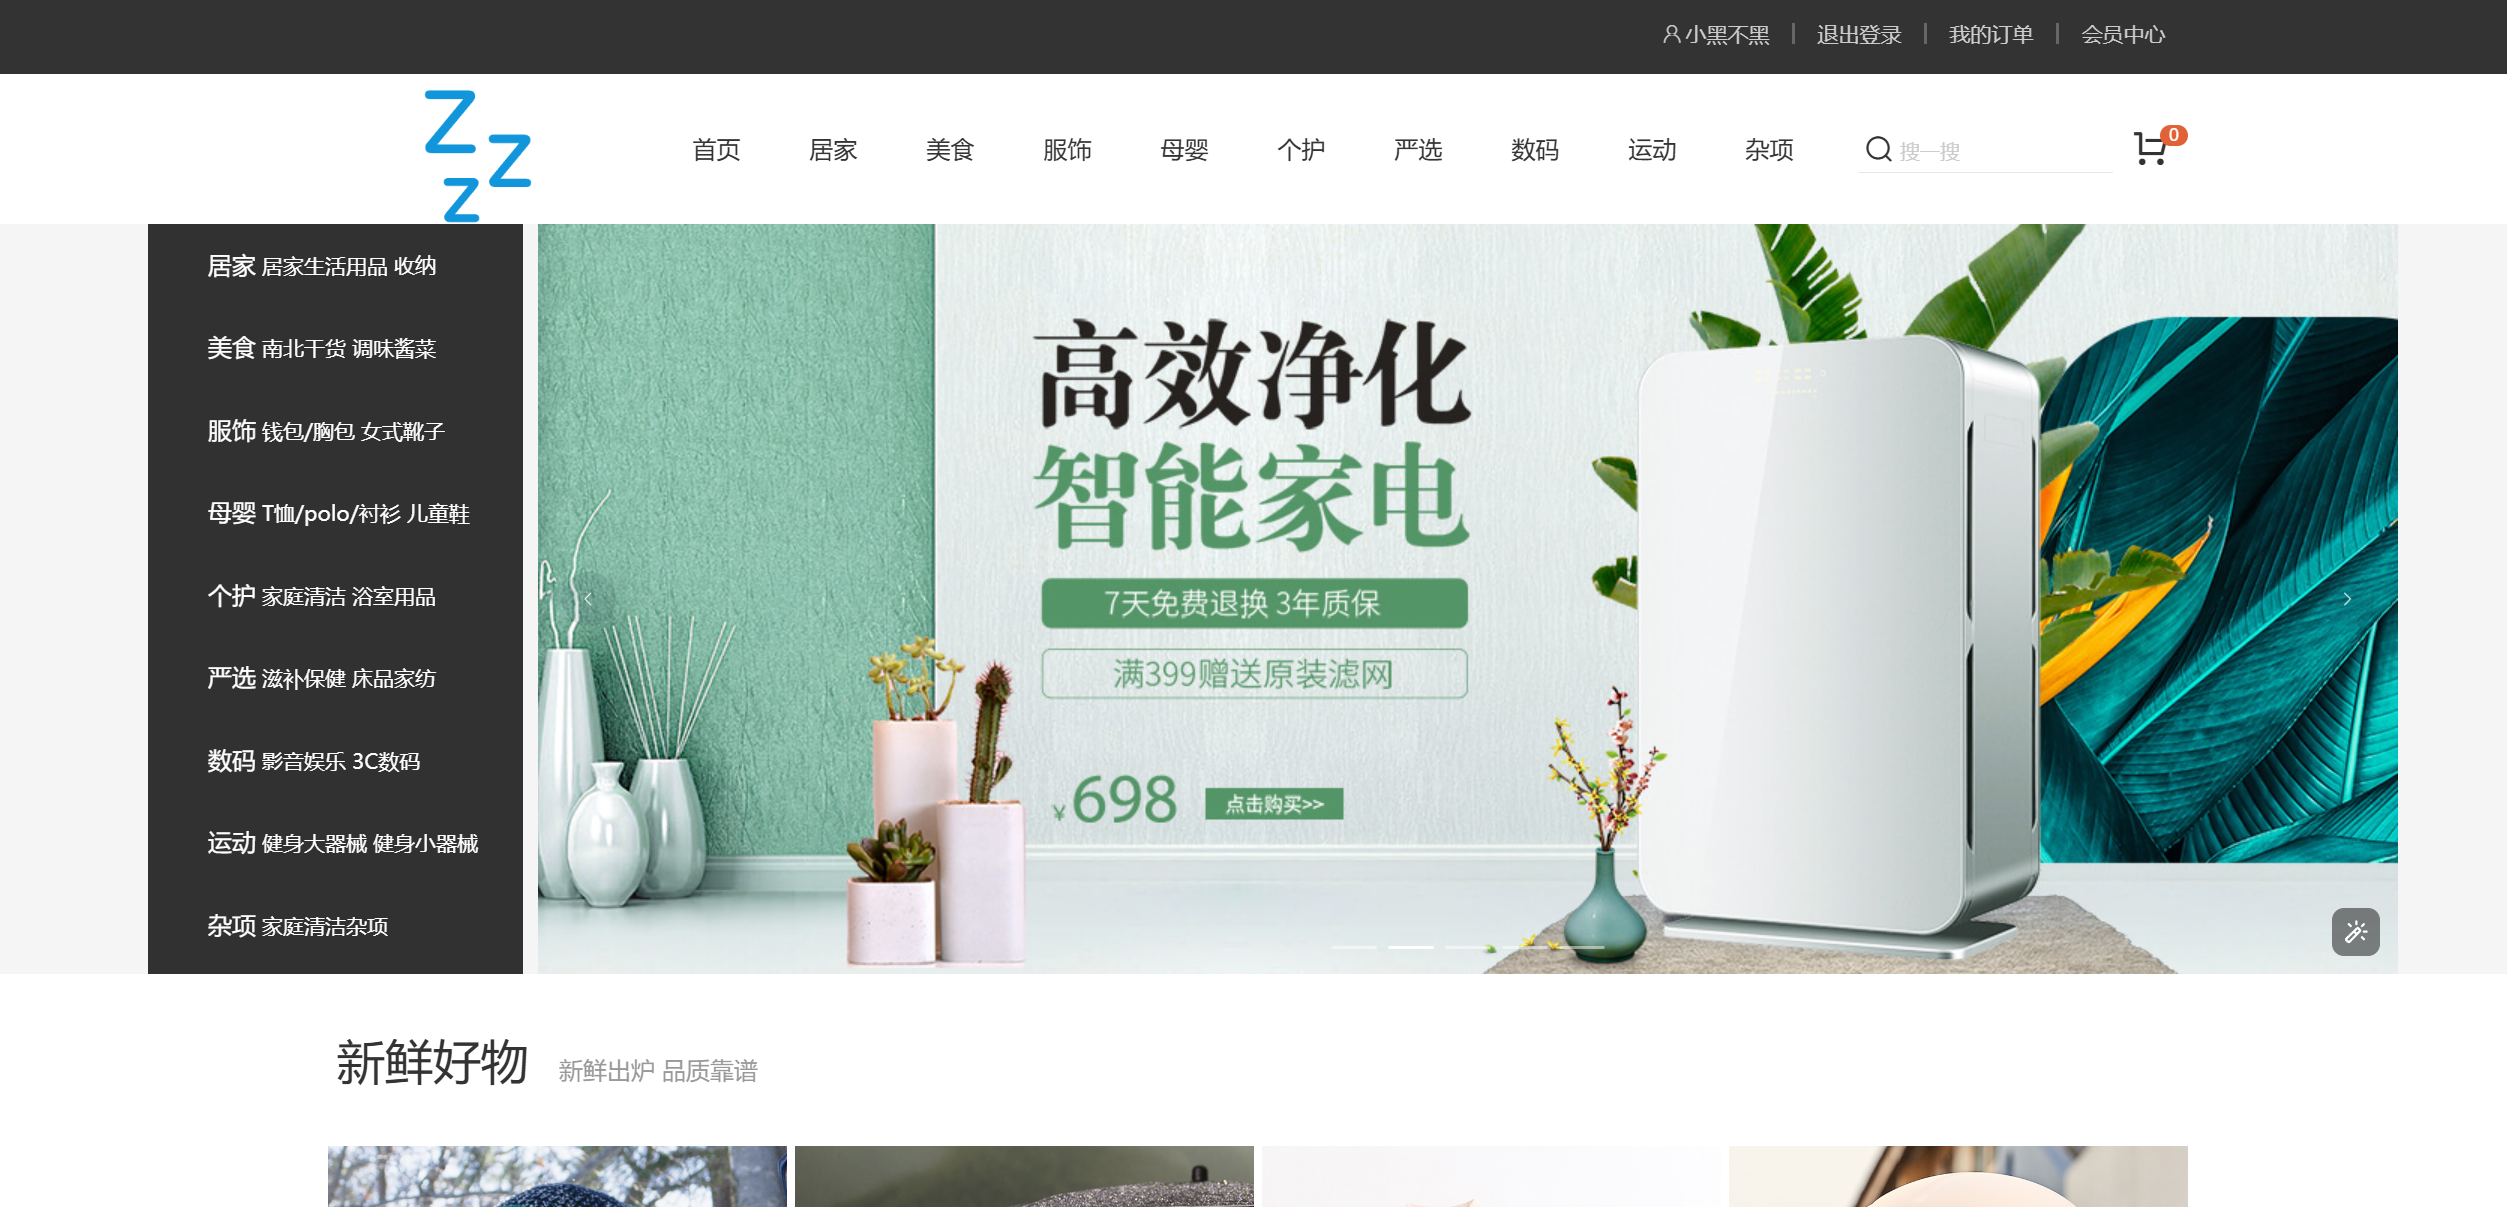 小黑不黑 退出登录 我的订单 会员中心
ZZz
首页 居家 美食 服饰 母婴 个护 严选 数码 运动 杂项 搜一搜 0
居家 居家生活用品 收纳
美食 南北干货 调味酱菜
服饰 钱包/胸包 女式靴子
母婴 T恤/polo/衬衫 儿童鞋
个护 家庭清洁 浴室用品
严选 滋补保健 床品家纺
数码 影音娱乐 3C数码
运动 健身大器械 健身小器械
杂项 家庭清洁杂项
高效净化
智能家电
7天免费退换 3年质保
满399赠送原装滤网
¥698 点击购买>>
新鲜好物 新鲜出炉 品质靠谱